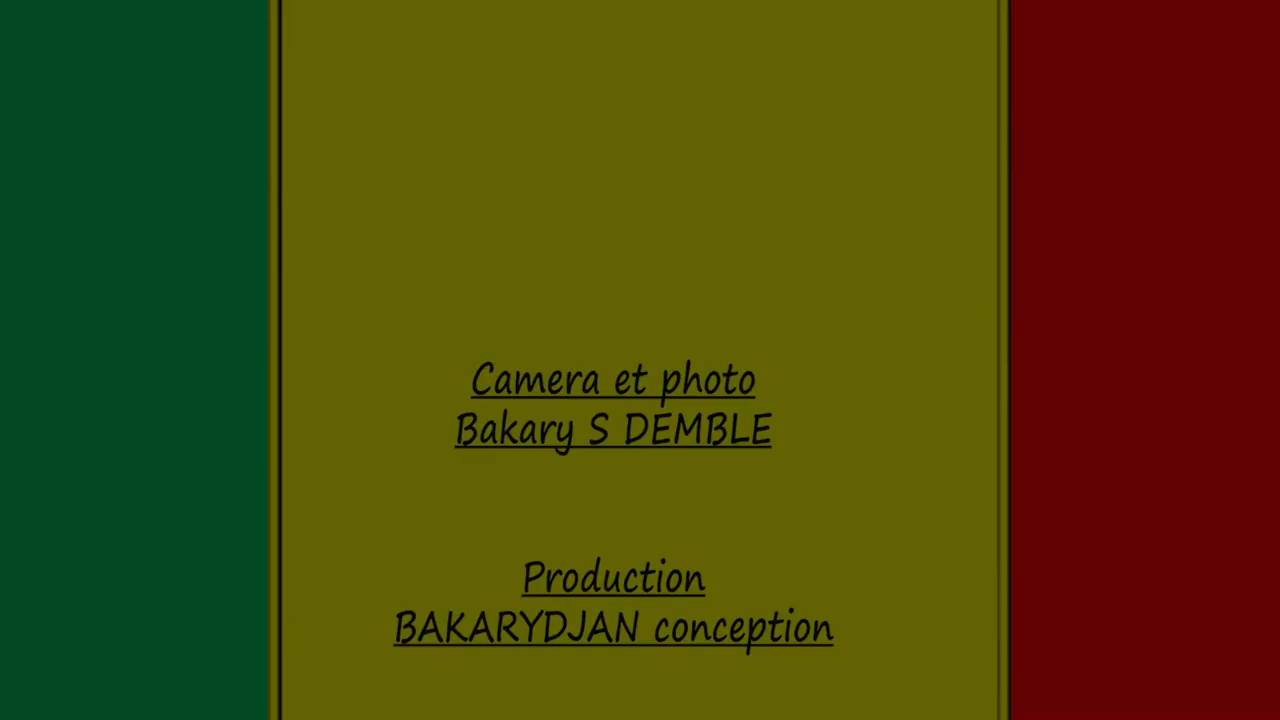 Camera et photo
Bakary S DEMBLE
Production
BAKARYDJAN conception